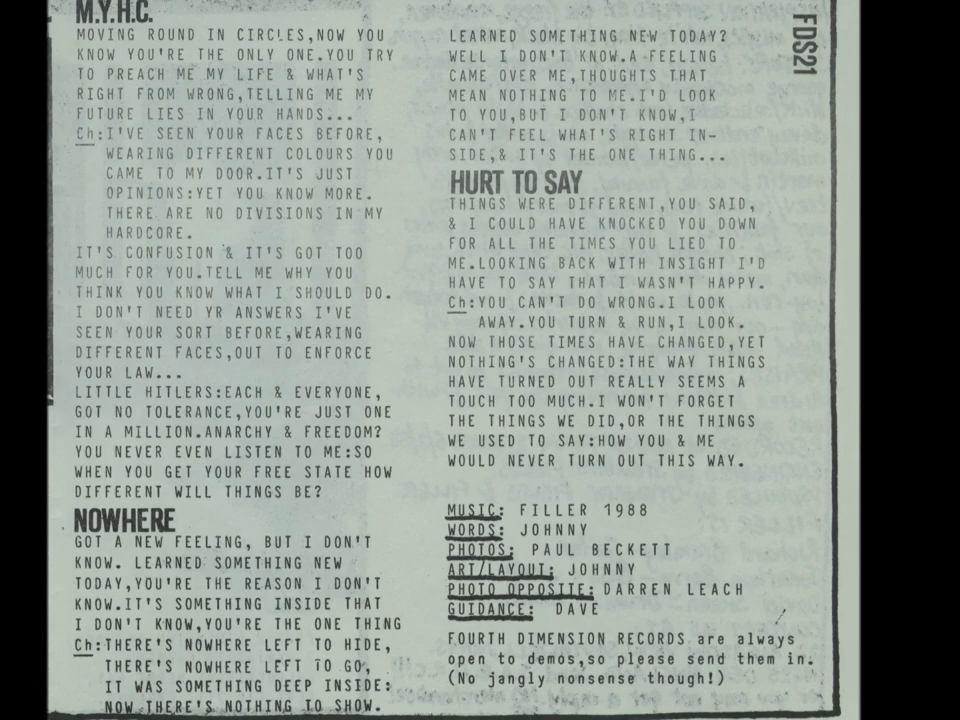 M.Y.H.C.
MOVING ROUND IN CIRCLES,NOW YOU
KNOW YOU'RE THE ONLY ONE.YOU TRY
TO PREACH ME MY LIFE & WHAT'S
RIGHT FROM WRONG,TELLING ME MY
FUTURE LIES IN YOUR HANDS...
Ch:I'VE SEEN YOUR FACES BEFORE,
WEARING DIFFERENT COLOURS YOU
CAME TO MY DOOR.IT'S JUST
OPINIONS:YET YOU KNOW MORE.
THERE ARE NO DIVISIONS IN MY
HARDCORE.
IT'S CONFUSION & IT'S GOT TOO
MUCH FOR YOU.TELL ME WHY YOU
THINK YOU KNOW WHAT I SHOULD DO.
I DON'T NEED YR ANSWERS I'VE
SEEN YOUR SORT BEFORE,WEARING
DIFFERENT FACES,OUT TO ENFORCE
YOUR LAW...
LITTLE HITLERS:EACH & EVERYONE,
GOT NO TOLERANCE,YOU'RE JUST ONE
IN A MILLION.ANARCHY & FREEDOM?
YOU NEVER EVEN LISTEN TO ME:SO
WHEN YOU GET YOUR FREE STATE HOW
DIFFERENT WILL THINGS BE?
NOWHERE
GOT A NEW FEELING, BUT I DON'T
KNOW. LEARNED SOMETHING NEW
TODAY,YOU'RE THE REASON I DON'T
KNOW.IT'S SOMETHING INSIDE THAT
I DON'T KNOW,YOU'RE THE ONE THING
Ch:THERE'S NOWHERE LEFT TO HIDE,
THERE'S NOWHERE LEFT TO GO,
IT WAS SOMETHING DEEP INSIDE:
NOW THERE'S NOTHING TO SHOW.
LEARNED SOMETHING NEW TODAY?
WELL I DON'T KNOW.A FEELING
CAME OVER ME,THOUGHTS THAT
MEAN NOTHING TO ME.I'D LOOK
TO YOU,BUT I DON'T KNOW,I
CAN'T FEEL WHAT'S RIGHT IN-
SIDE,& IT'S THE ONE THING...
HURT TO SAY
THINGS WERE DIFFERENT,YOU SAID,
& I COULD HAVE KNOCKED YOU DOWN
FOR ALL THE TIMES YOU LIED TO
ME.LOOKING BACK WITH INSIGHT I'D
HAVE TO SAY THAT I WASN'T HAPPY.
Ch:YOU CAN'T DO WRONG.I LOOK
AWAY.YOU TURN & RUN,I LOOK.
NOW THOSE TIMES HAVE CHANGED,YET
NOTHING'S CHANGED:THE WAY THINGS
HAVE TURNED OUT REALLY SEEMS A
TOUCH TOO MUCH.I WON'T FORGET
THE THINGS WE DID,OR THE THINGS
WE USED TO SAY:HOW YOU & ME
WOULD NEVER TURN OUT THIS WAY.
MUSIC: FILLER 1988
WORDS: JOHNNY
PHOTOS: PAUL BECKETT
ART/LAYOUT: JOHNNY
PHOTO OPPOSITE: DARREN LEACH
GUIDANCE: DAVE
FOURTH DIMENSION RECORDS are always
open to demos,so please send them in.
(No jangly nonsense though!)
FDS21